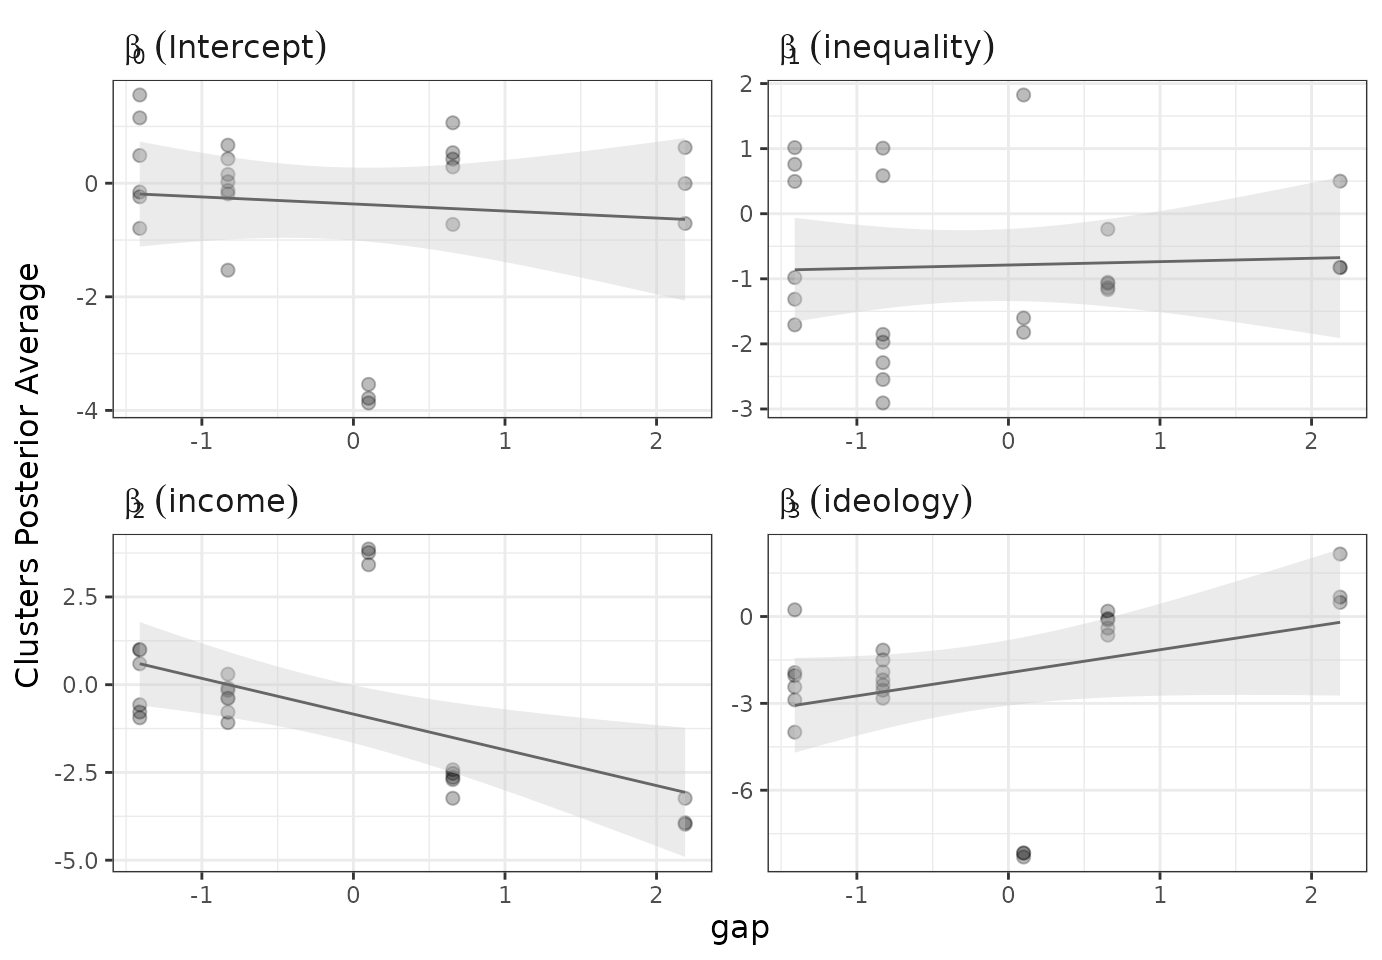 β0 (Intercept)
β1 (inequality)
0
-2
-4
2
1
0
-1
-2
-3
-1 0 1 2
-1 0 1 2
Clusters Posterior Average
β2 (income)
β3 (ideology)
2.5
0.0
-2.5
-5.0
0
-3
-6
-1 0 1 2
-1 0 1 2
gap